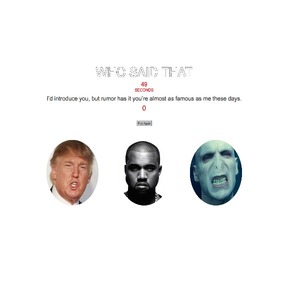 WHO SAID THAT
49
SECONDS
I'd introduce you, but rumor has it you're almost as famous as me these days.
0